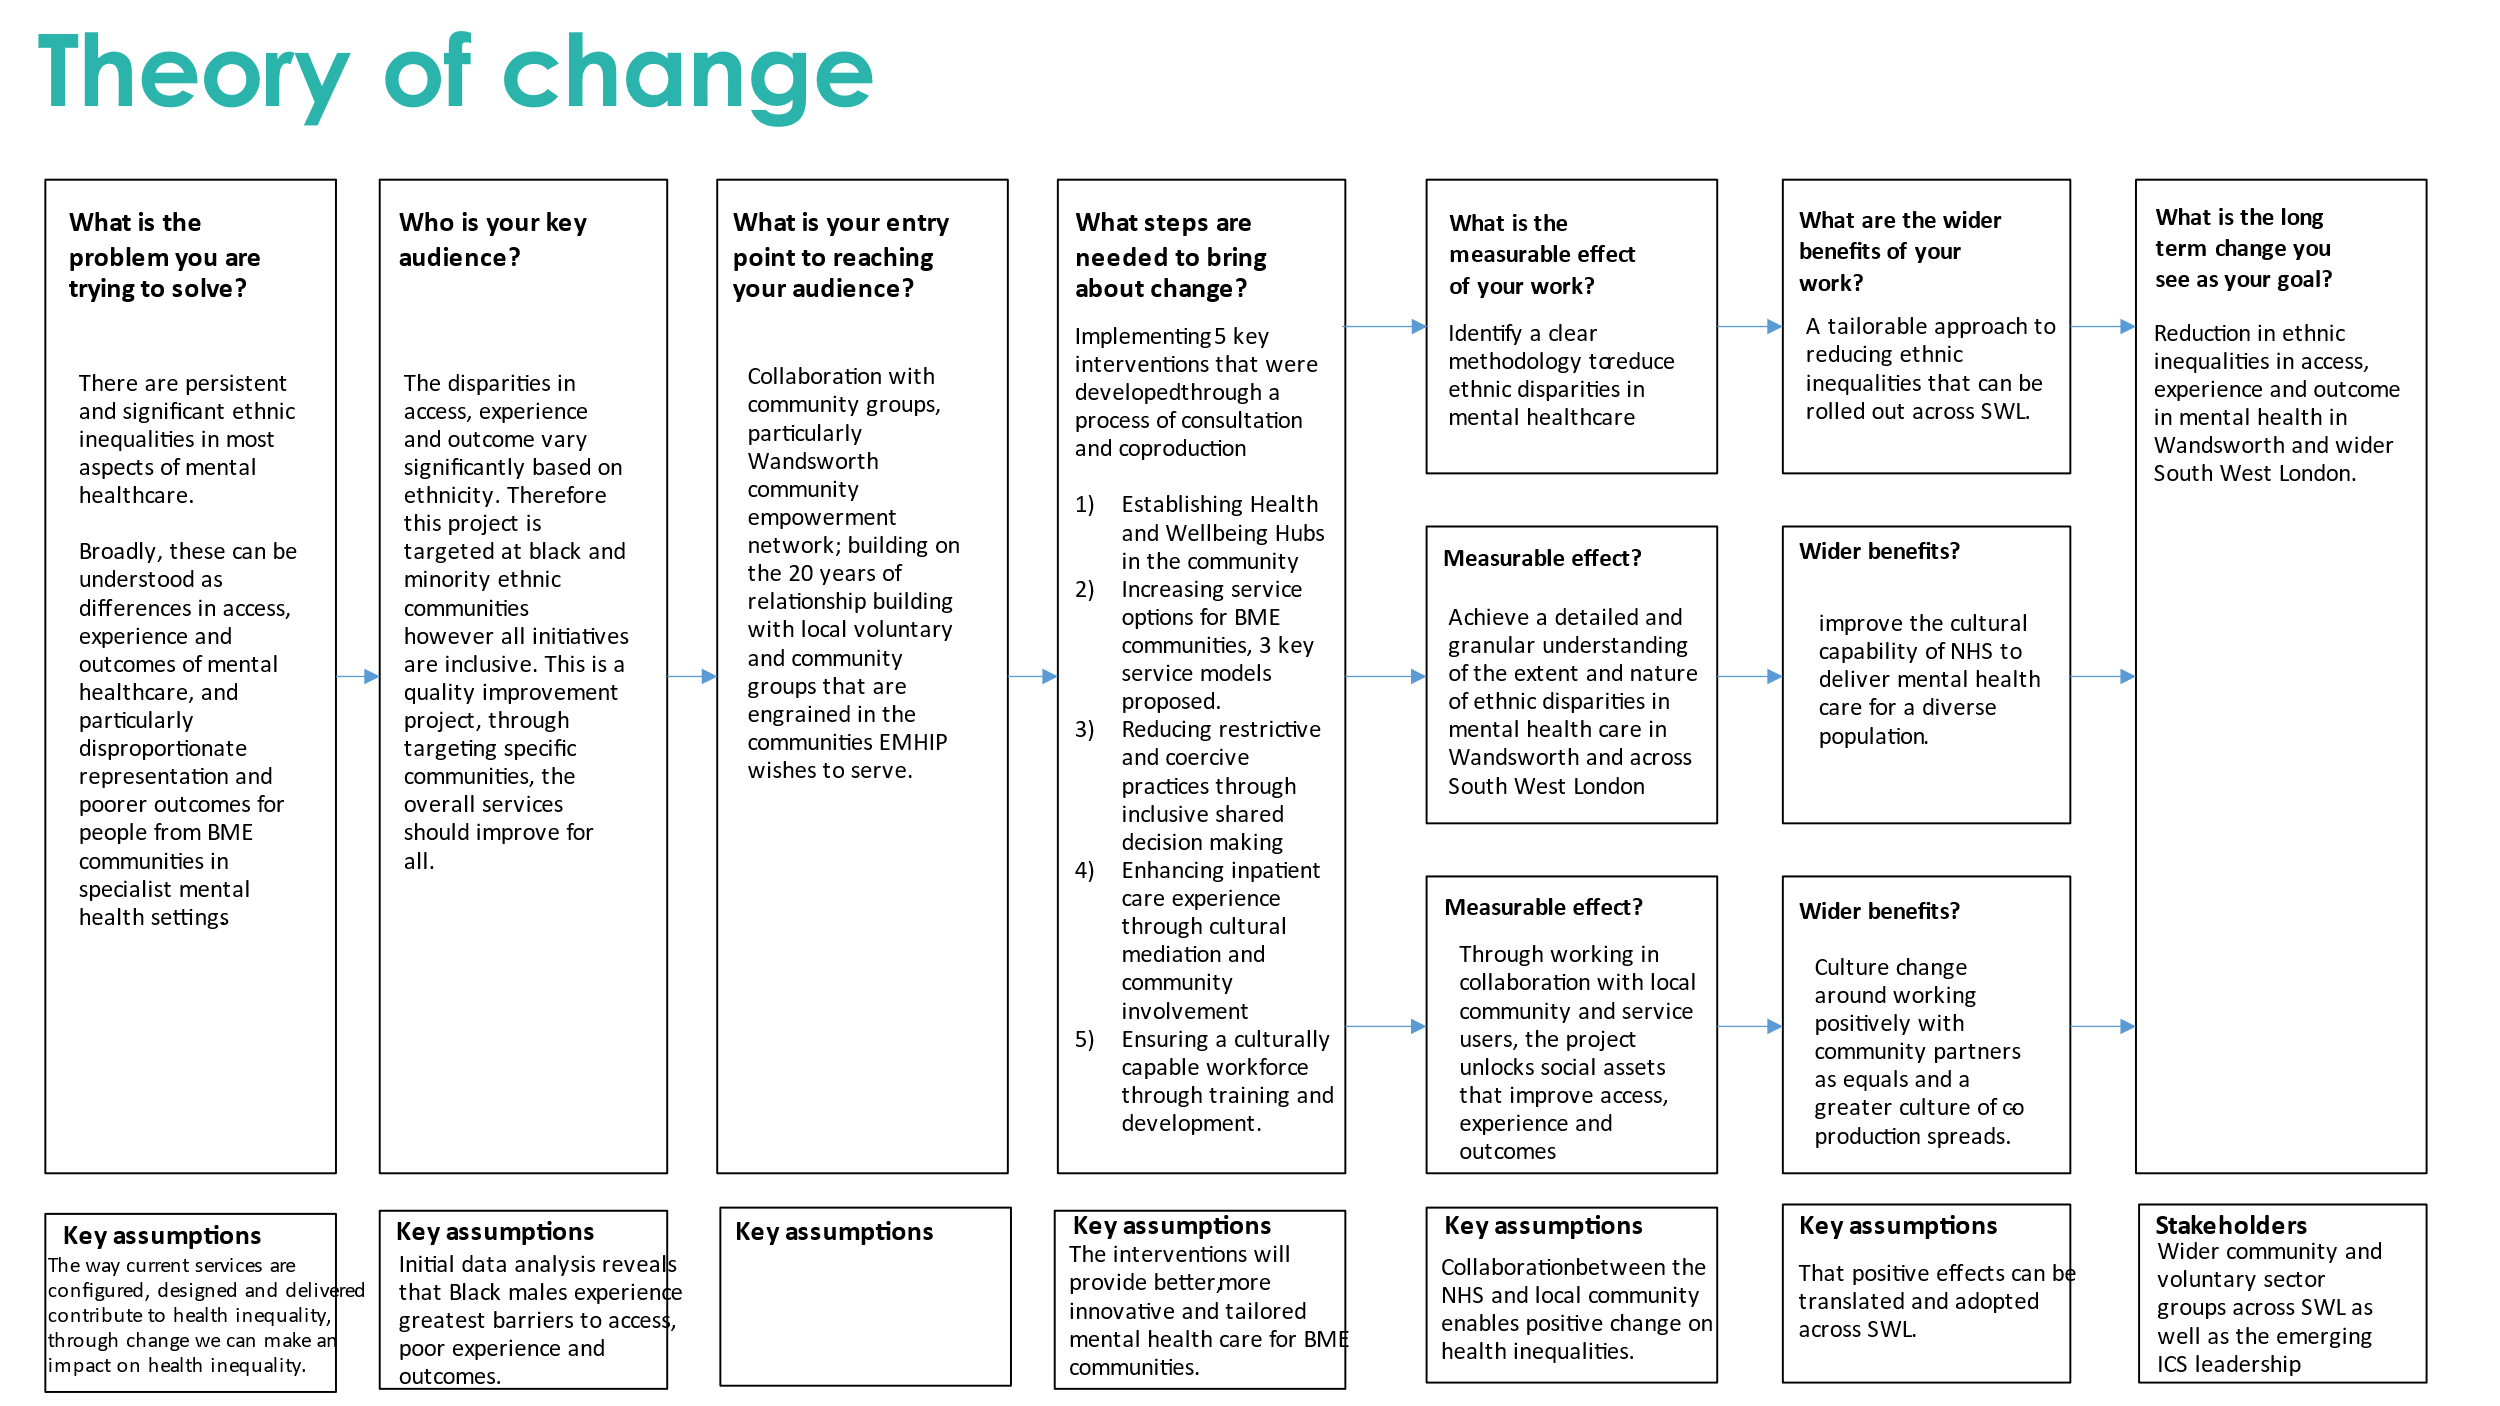 Theory of change
What is the
problem you are
trying to solve?
There are persistent
and significant ethnic
inequalities in most
aspects of mental
healthcare.
Broadly, these can be
understood as
differences in access,
experience and
outcomes of mental
healthcare, and
particularly
disproportionate
representation and
poorer outcomes for
people from BME
communities in
specialist mental
health settings
Who is your key
audience?
The disparities in
access, experience
and outcome vary
significantly based on
ethnicity. Therefore
this project is
targeted at black and
minority ethnic
communities
however all initiatives
are inclusive. This is a
quality improvement
project, through
targeting specific
communities, the
overall services
should improve for
all.
What is your entry
point to reaching
your audience?
Collaboration with
community groups,
particularly
Wandsworth
community
empowerment
network; building on
the 20 years of
relationship building
with local voluntary
and community
groups that are
engrained in the
communities EMHIP
wishes to serve.
What steps are
needed to bring
about change?
Implementing 5 key
interventions that were
developedthrough a
process of consultation
and coproduction
1) Establishing Health
and Wellbeing Hubs
in the community
2) Increasing service
options for BME
communities, 3 key
service models
proposed.
3) Reducing restrictive
and coercive
practices through
inclusive shared
decision making
4) Enhancing inpatient
care experience
through cultural
mediation and
community
involvement
5) Ensuring a culturally
capable workforce
through training and
development.
What is the
measurable effect
of your work?
Identify a clear
methodology to reduce
ethnic disparities in
mental healthcare
Measurable effect?
Achieve a detailed and
granular understanding
of the extent and nature
of ethnic disparities in
mental health care in
Wandsworth and across
South West London
Measurable effect?
Through working in
collaboration with local
community and service
users, the project
unlocks social assets
that improve access,
experience and
outcomes
What are the wider
benefits of your
work?
A tailorable approach to
reducing ethnic
inequalities that can be
rolled out across SWL.
Wider benefits?
improve the cultural
capability of NHS to
deliver mental health
care for a diverse
population.
Wider benefits?
Culture change
around working
positively with
community partners
as equals and a
greater culture of co-
production spreads.
What is the long
term change you
see as your goal?
Reduction in ethnic
inequalities in access,
experience and outcome
in mental health in
Wandsworth and wider
South West London.
Key assumptions
The way current services are
configured, designed and delivered
contribute to health inequality,
through change we can make an
impact on health inequality.
Key assumptions
Initial data analysis reveals
that Black males experience
greatest barriers to access,
poor experience and
outcomes.
Key assumptions
Key assumptions
The interventions will
provide better, more
innovative and tailored
mental health care for BME
communities.
Key assumptions
Collaborationbetween the
NHS and local community
enables positive change on
health inequalities.
Key assumptions
That positive effects can be
translated and adopted
across SWL.
Stakeholders
Wider community and
voluntary sector
groups across SWL as
well as the emerging
ICS leadership